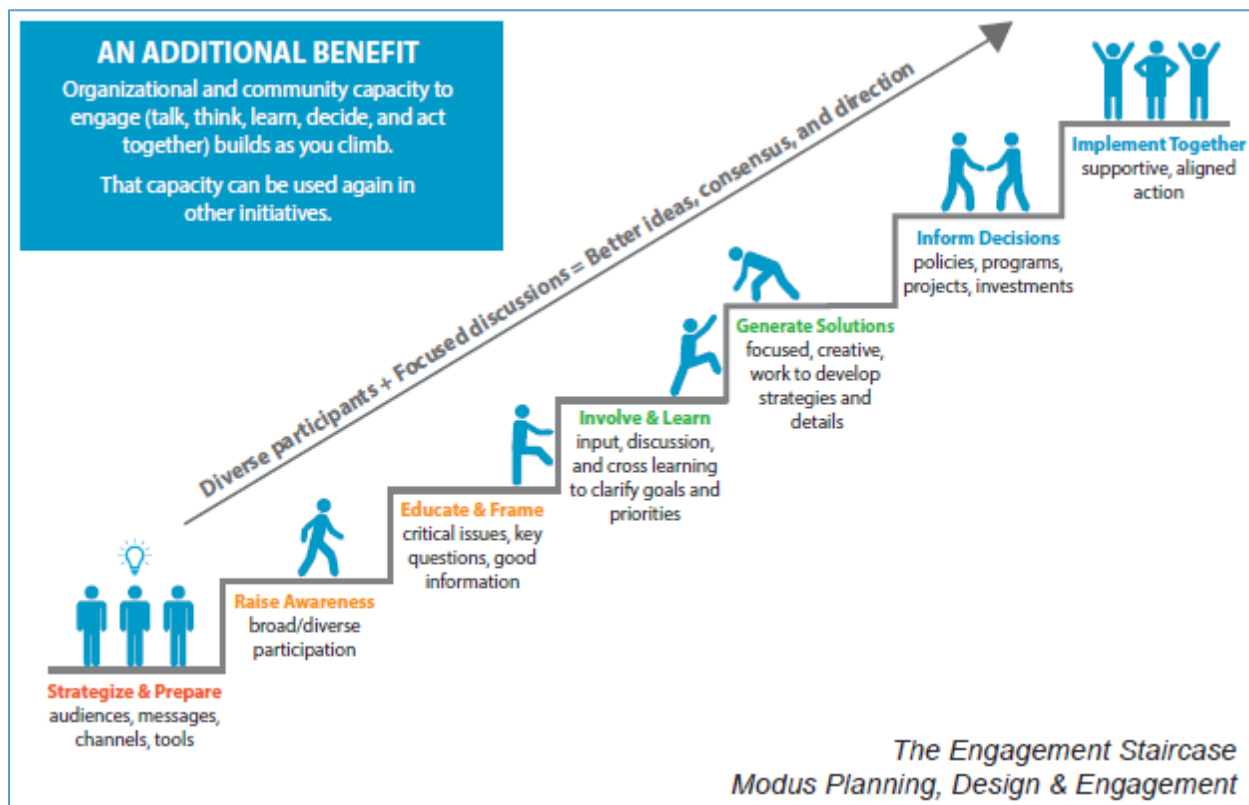 AN ADDITIONAL BENEFIT
Organizational and community capacity to
engage (talk, think, learn, decide, and act
together) builds as you climb.
That capacity can be used again in
other initiatives.
Diverse participants + Focused discussions = Better ideas, consensus, and direction
Strategize & Prepare
audiences, messages,
channels, tools
Raise Awareness
broad/diverse
participation
Educate & Frame
critical issues, key
questions, good
information
Involve & Learn
input, discussion,
and cross learning
to clarify goals and
priorities
Generate Solutions
focused, creative,
work to develop
strategies and
details
Inform Decisions
policies, programs,
projects, investments
Implement Together
supportive, aligned
action
The Engagement Staircase
Modus Planning, Design & Engagement